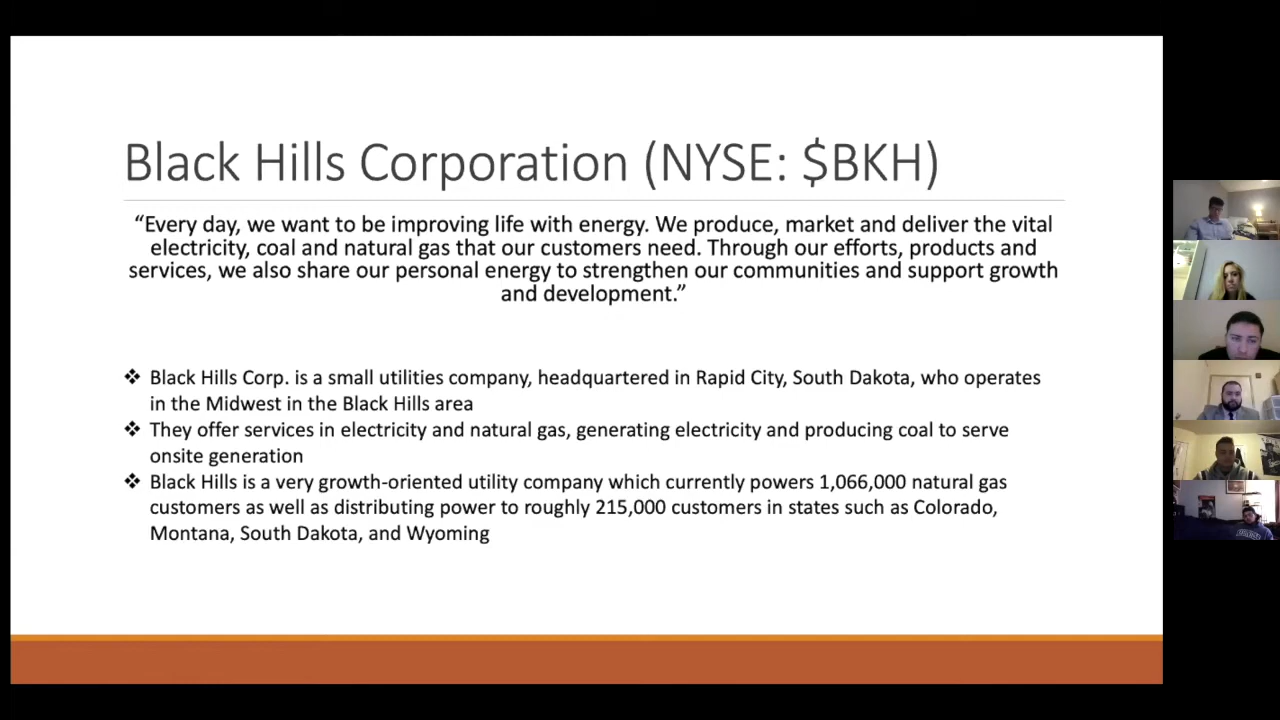 Black Hills Corporation (NYSE: $BKH)
“Every day, we want to be improving life with energy. We produce, market and deliver the vital
electricity, coal and natural gas that our customers need. Through our efforts, products and
services, we also share our personal energy to strengthen our communities and support growth
and development.”
❖ Black Hills Corp. is a small utilities company, headquartered in Rapid City, South Dakota, who operates
in the Midwest in the Black Hills area
❖ They offer services in electricity and natural gas, generating electricity and producing coal to serve
onsite generation
❖ Black Hills is a very growth-oriented utility company which currently powers 1,066,000 natural gas
customers as well as distributing power to roughly 215,000 customers in states such as Colorado,
Montana, South Dakota, and Wyoming